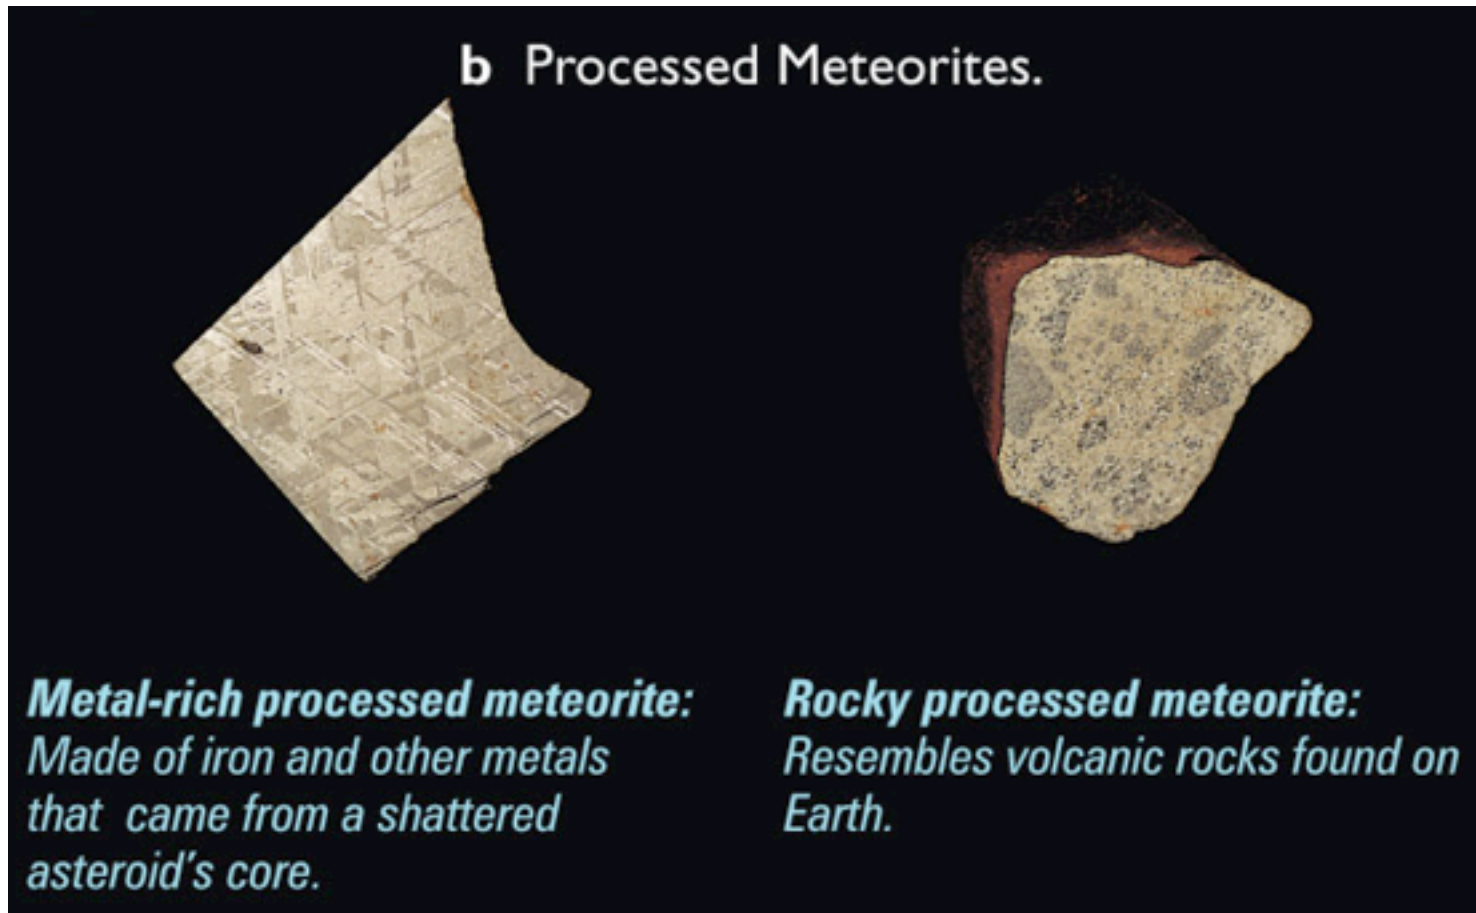 b Processed Meteorites.
Metal-rich processed meteorite:
Made of iron and other metals
that came from a shattered
asteroid's core.
Rocky processed meteorite:
Resembles volcanic rocks found on
Earth.